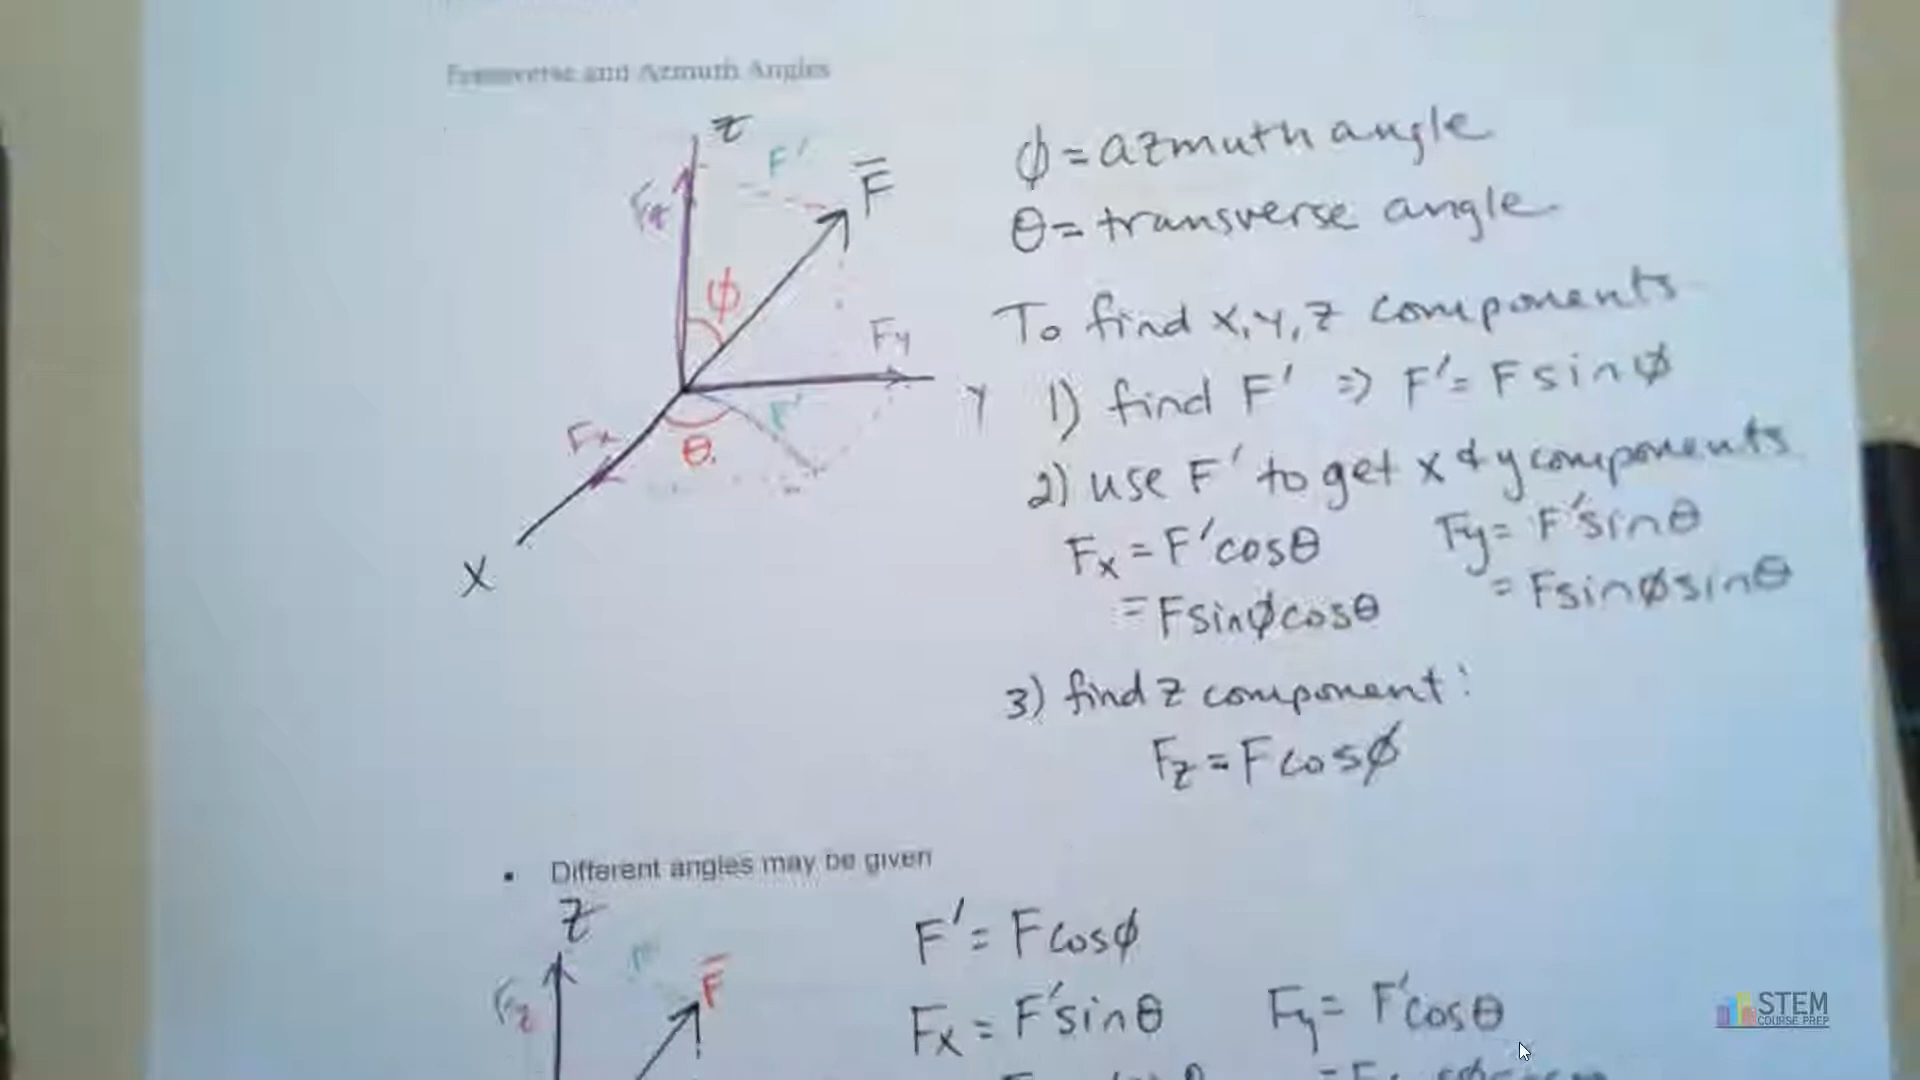 Transverse and Azmuth Angles
z
F'
F̄
Fz
ϕ
Fy
y
F'
Fx
θ
x
ϕ = azmuth angle
θ = transverse angle
To find x, y, z components
1) find F' => F' = F sin ϕ
2) use F' to get x & y components
Fx = F' cos θ
Fy = F' sin θ
= F sin ϕ cos θ
= F sin ϕ sin θ
3) find z component:
Fz = F cos ϕ
• Different angles may be given
z
F̄
Fz
F' = F cos ϕ
Fx = F' sin θ
Fy = F' cos θ
STEM
COURSE PREP